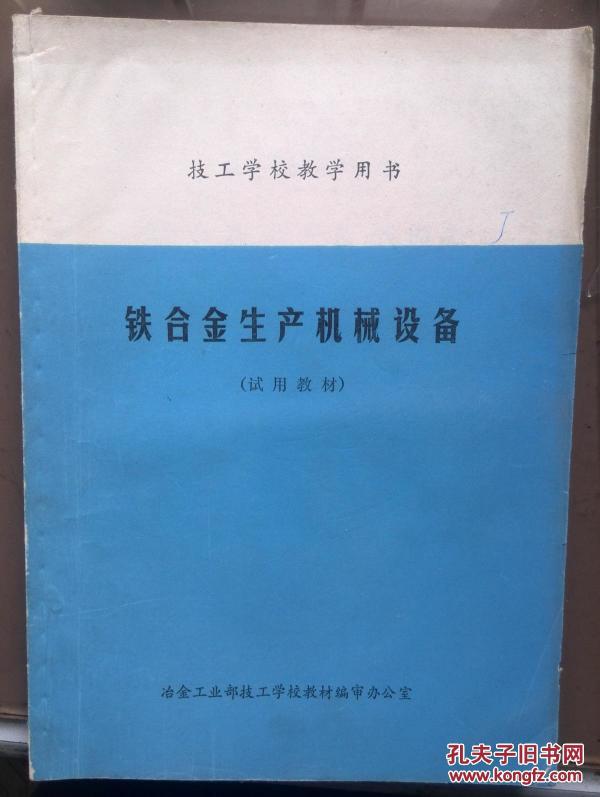 技工学校教学用书
铁合金生产机械设备
(试用教材)
冶金工业部技工学校教材编审办公室
孔夫子旧书网
www.kongfz.com